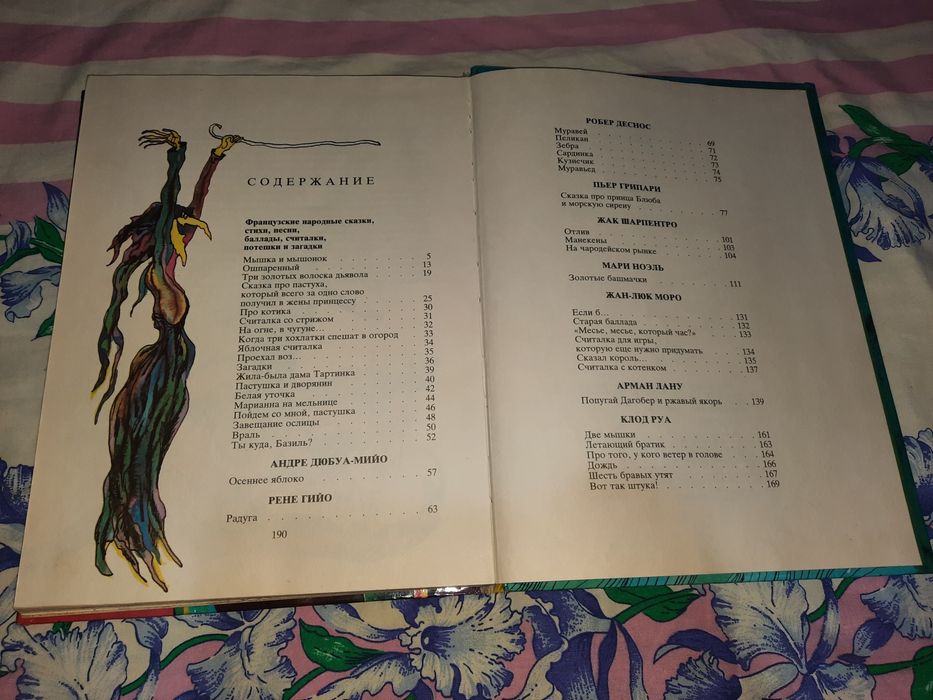 СОДЕРЖАНИЕ
Французские народные сказки,
стихи, песни,
баллады, считалки,
потешки и загадки
Мышка и мышонок . . . . . 5
Ошпаренный . . . . . 13
Три золотых волоска дьявола . . . . . 19
Сказка про пастуха,
который всего за одно слово
получил в жены принцессу . . . . . 25
Про котика . . . . . 30
Считалка со стрижом . . . . . 31
На огне, в чугуне... . . . . . 32
Когда три хохлатки спешат в огород . . . . . 33
Яблочная считалка . . . . . 34
Проехал воз... . . . . . 35
Загадки . . . . . 36
Жила-была дама Тартинка . . . . . 39
Пастушка и дворянин . . . . . 40
Белая уточка . . . . . 42
Марианна на мельнице . . . . . 44
Пойдем со мной, пастушка . . . . . 46
Завещание ослицы . . . . . 48
Враль . . . . . 50
Ты куда, Базиль? . . . . . 52
АНДРЕ ДЮБУА-МИЙО
Осеннее яблоко . . . . . 57
РЕНЕ ГИЙО
Радуга . . . . . 63
190
РОБЕР ДЕСНОС
Муравей . . . . . 69
Пеликан . . . . . 71
Зебра . . . . . 72
Сардинка . . . . . 73
Кузнечик . . . . . 74
Муравьед . . . . . 75
ПЬЕР ГРИПАРИ
Сказка про принца Блюба
и морскую сирену . . . . . 77
ЖАК ШАРПЕНТРО
Отлив . . . . . 101
Манекены . . . . . 103
На чародейском рынке . . . . . 104
МАРИ НОЭЛЬ
Золотые башмачки . . . . . 111
ЖАН-ЛЮК МОРО
Если б... . . . . . 131
Старая баллада . . . . . 132
«Месье, месье, который час?» . . . . . 133
Считалка для игры,
которую еще нужно придумать . . . . . 134
Сказал король... . . . . . 135
Считалка с котенком . . . . . 137
АРМАН ЛАНУ
Попугай Дагобер и ржавый якорь . . . . . 139
КЛОД РУА
Две мышки . . . . . 161
Летающий братик . . . . . 163
Про того, у кого ветер в голове . . . . . 164
Дождь . . . . . 166
Шесть бравых утят . . . . . 167
Вот так штука! . . . . . 169